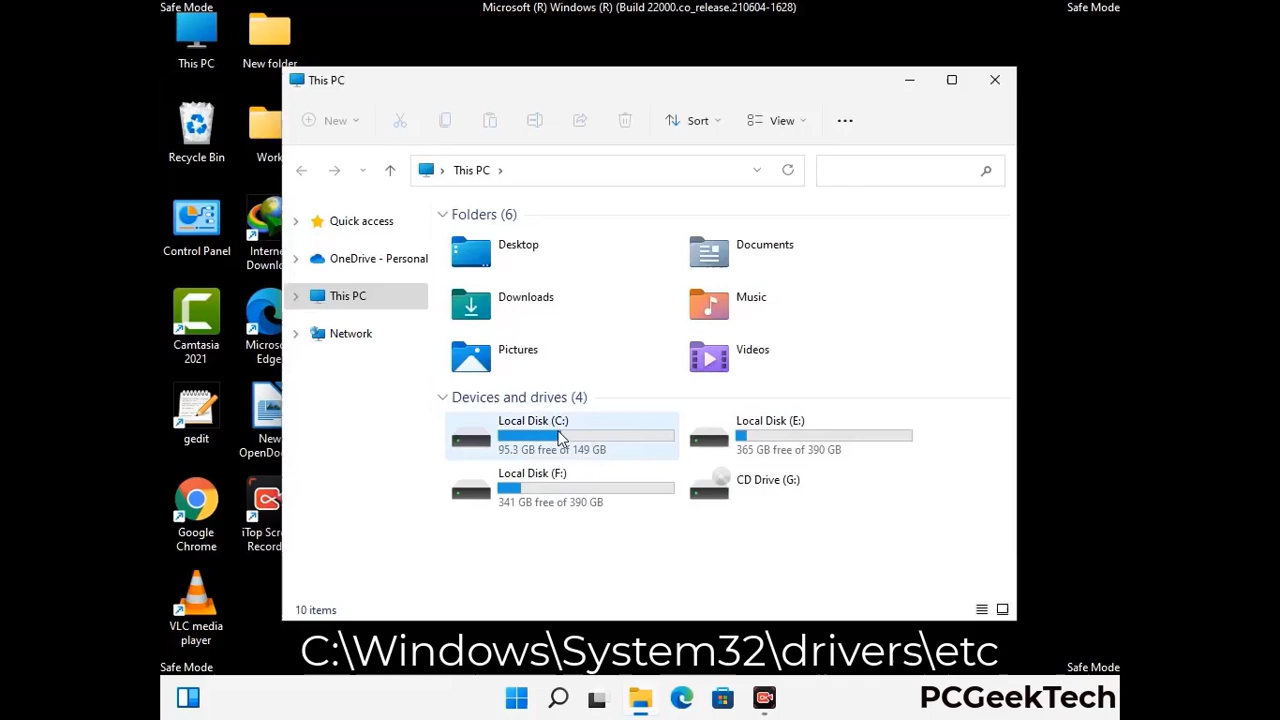 Safe Mode
Microsoft (R) Windows (R) (Build 22000.co_release.210604-1628)
Safe Mode
This PC
New folder
Recycle Bin
Work
Control Panel
Intern
Downlo
Camtasia
2021
Micros
Edge
gedit
New
OpenDo
Google
Chrome
iTop Scr
Record
VLC media
player
This PC
New
Sort
View
This PC
Quick access
OneDrive - Personal
This PC
Network
Folders (6)
Desktop
Documents
Downloads
Music
Pictures
Videos
Devices and drives (4)
Local Disk (C:)
95.3 GB free of 149 GB
Local Disk (E:)
365 GB free of 390 GB
Local Disk (F:)
341 GB free of 390 GB
CD Drive (G:)
10 items
C:\Windows\System32\drivers\etc
Safe Mode
Safe Mode
PCGeekTech